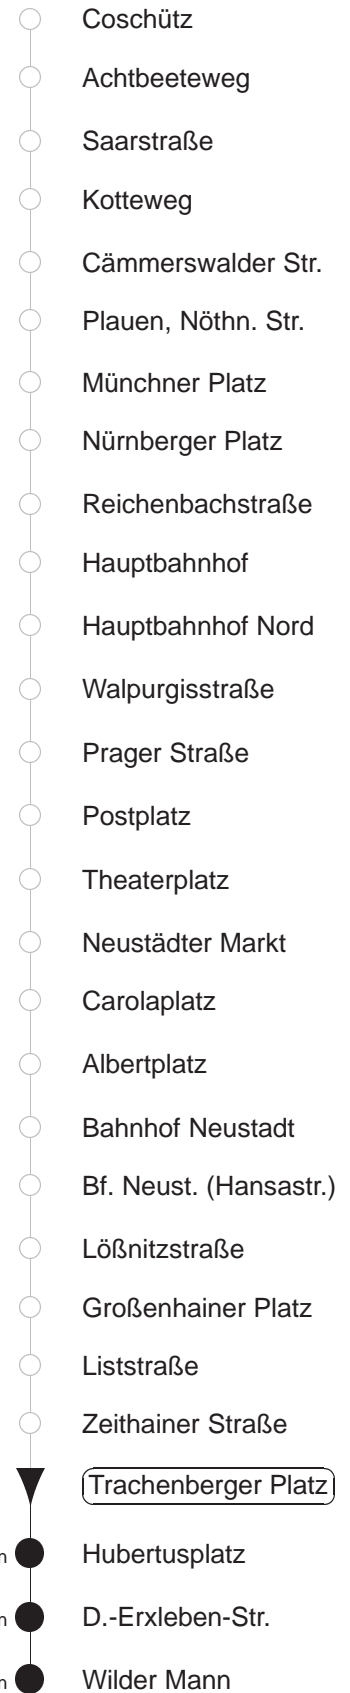 Coschütz
Achtbeeteweg
Saarstraße
Kotteweg
Cämmerswalder Str.
Plauen, Nöthn. Str.
Münchner Platz
Nürnberger Platz
Reichenbachstraße
Hauptbahnhof
Hauptbahnhof Nord
Walpurgisstraße
Prager Straße
Postplatz
Theaterplatz
Neustädter Markt
Carolaplatz
Albertplatz
Bahnhof Neustadt
Bf. Neust. (Hansastr.)
Lößnitzstraße
Großenhainer Platz
Liststraße
Zeithainer Straße
Trachenberger Platz
Hubertusplatz
D.-Erxleben-Str.
Wilder Mann